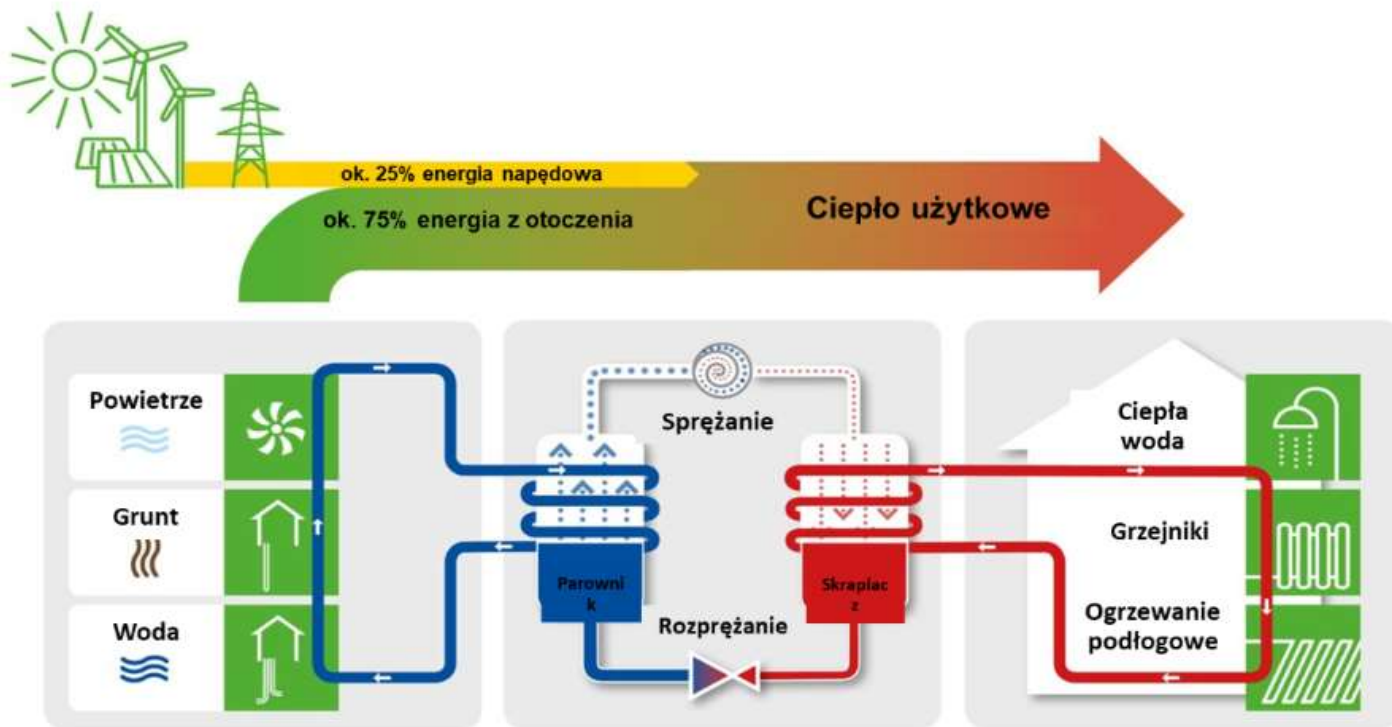 ok. 25% energia napędowa
ok. 75% energia z otoczenia
Ciepło użytkowe
Powietrze
Grunt
Woda
Sprężanie
Parowni
k
Skraplac
z
Rozprężanie
Ciepła
woda
Grzejniki
Ogrzewanie
podłogowe